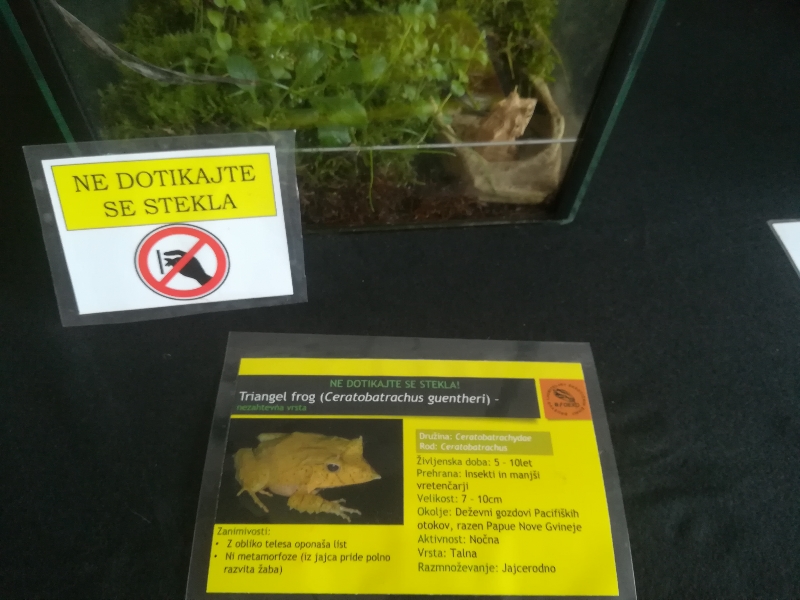 NE DOTIKAJTE
SE STEKLA
NE DOTIKAJTE SE STEKLA!
Triangel frog (Ceratobatrachus guentheri) -
nezahtevna vrsta
Družina: Ceratobatrachydae
Rod: Ceratobatrachus
Življenska doba: 5 - 10let
Prehrana: Insekti in manjši
vretenčarji
Velikost: 7 - 10cm
Okolje: Deževni gozdovi Pacifiških
otokov, razen Papue Nove Gvineje
Aktivnost: Nočna
Vrsta: Talna
Razmnoževanje: Jajcerodno
Zanimivosti:
• Z obliko telesa oponaša list
• Ni metamorfoze (iz jajca pride polno
razvita žaba)